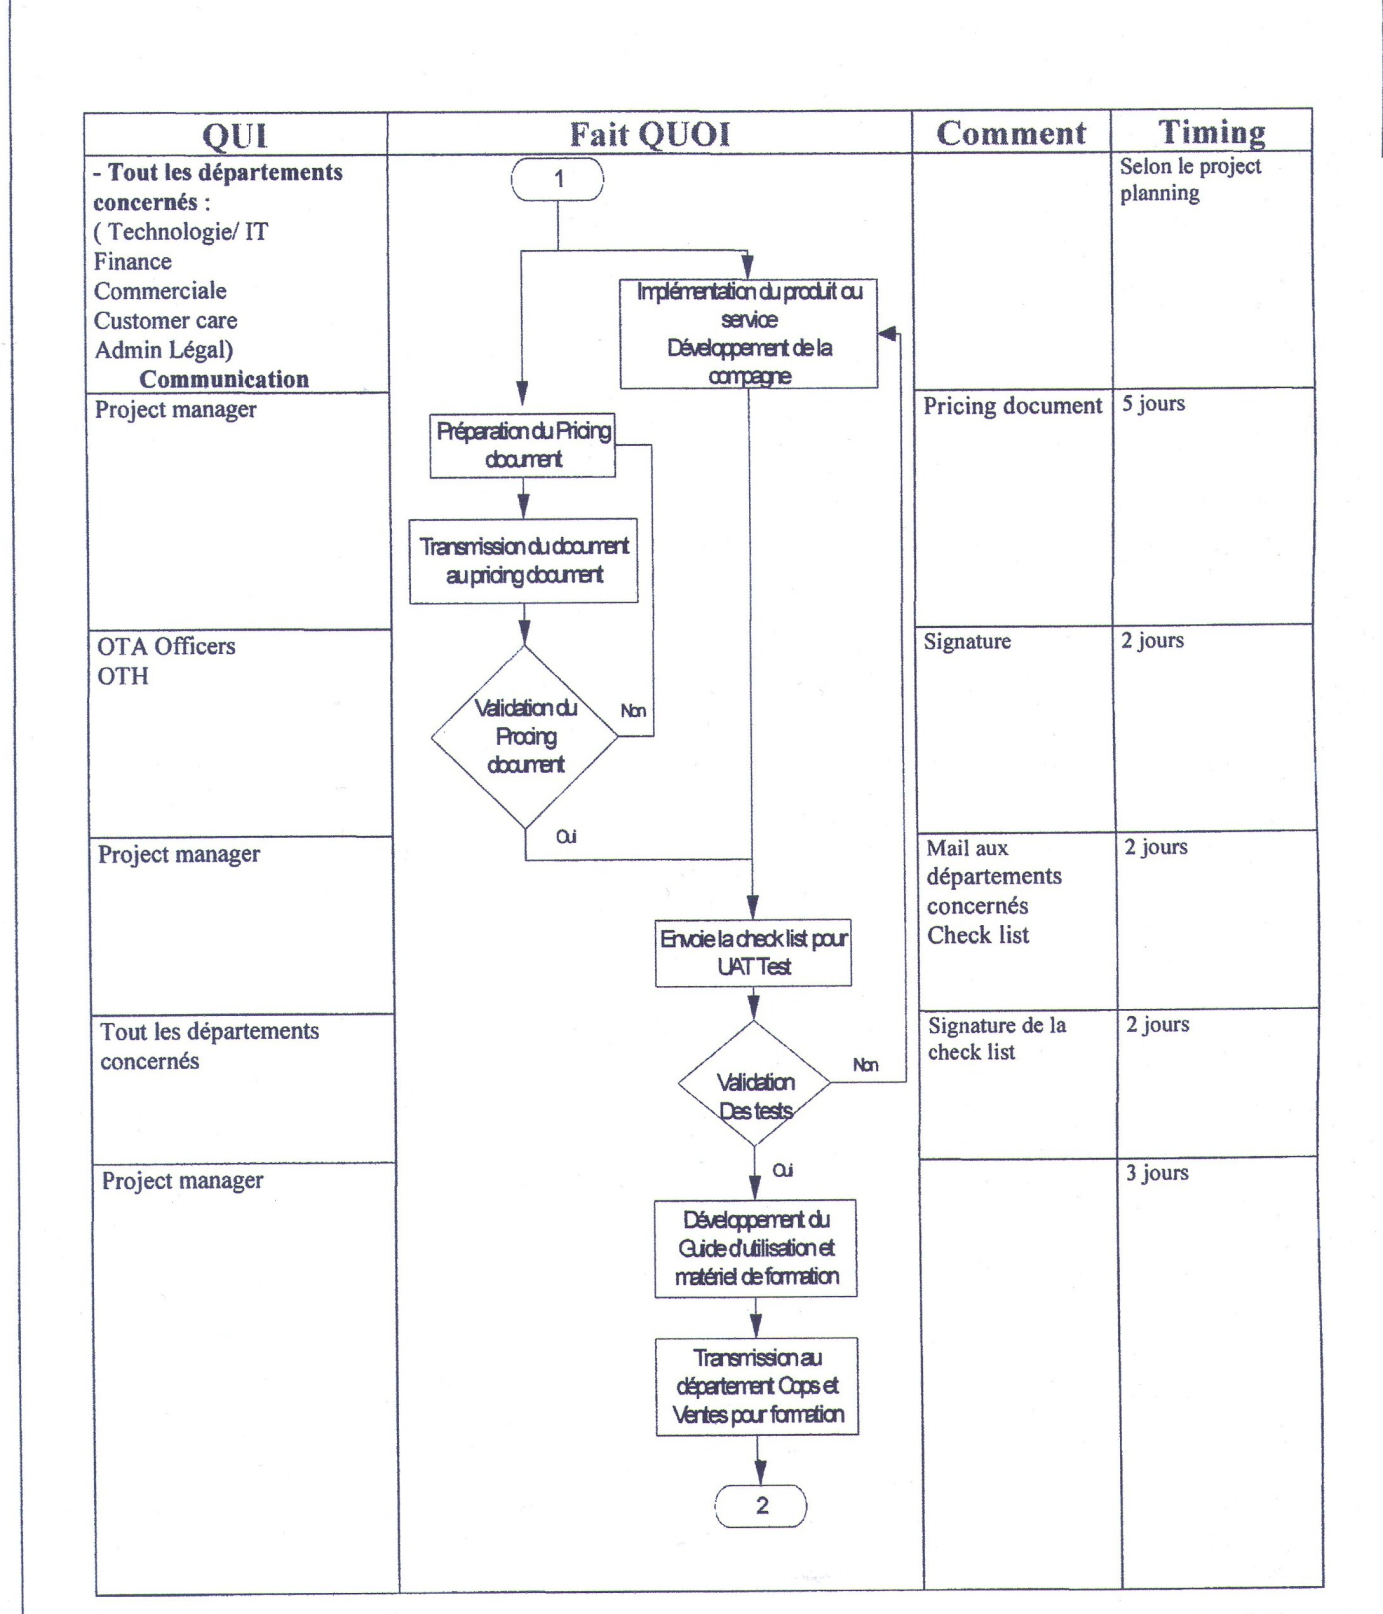 QUI
Fait QUOI
Comment
Timing
- Tout les départements
concernés :
( Technologie/ IT
Finance
Commerciale
Customer care
Admin Légal)
Communication
1
Implémentation du produit ou
service
Développement de la
compagne
Selon le project
planning
Project manager
Préparation du Pricing
document
Transmission du document
au pricing document
Pricing document
5 jours
OTA Officers
OTH
Validation du
Procing
document
Non
Oui
Signature
2 jours
Project manager
Envoie la check list pour
UAT Test
Mail aux
départements
concernés
Check list
2 jours
Tout les départements
concernés
Validation
Des tests
Non
Oui
Signature de la
check list
2 jours
Project manager
Développement du
Guide d'utilisation et
matériel de formation
Transmission au
département Cops et
Ventes pour formation
2
3 jours